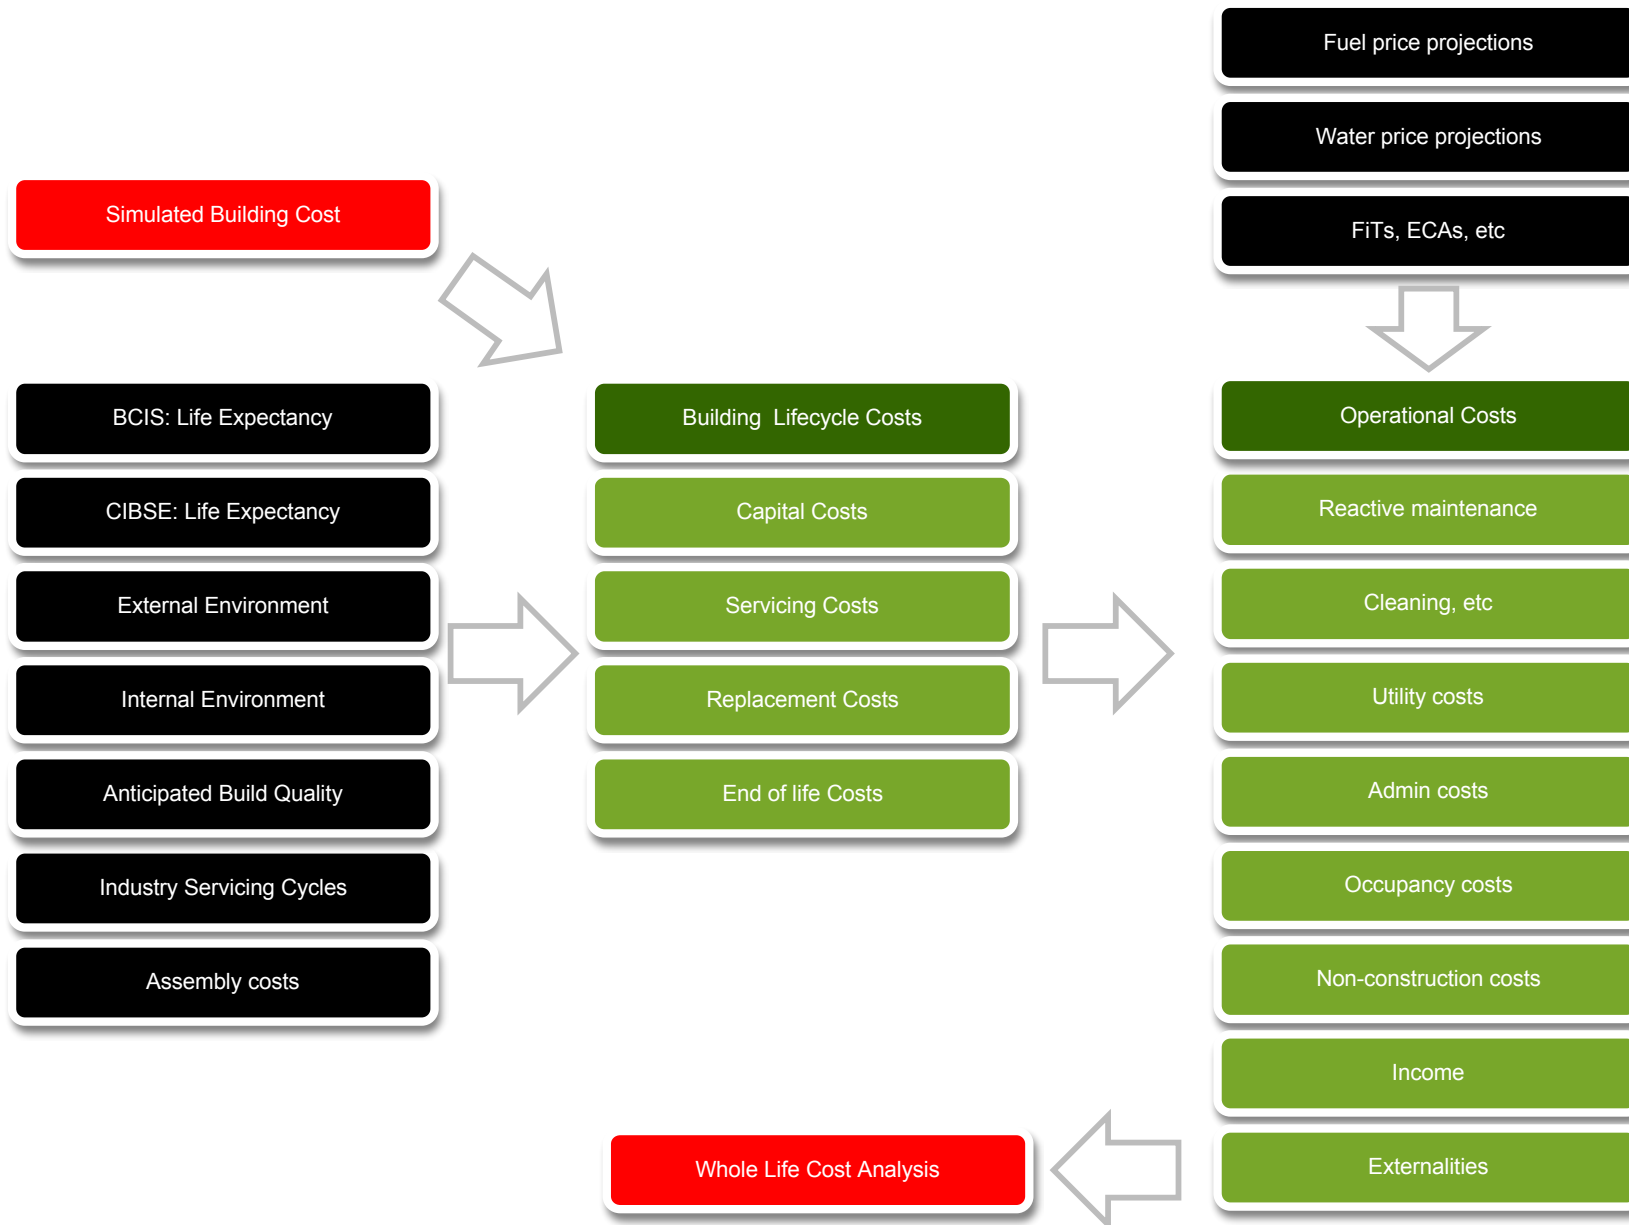 Simulated Building Cost
BCIS: Life Expectancy
CIBSE: Life Expectancy
External Environment
Internal Environment
Anticipated Build Quality
Industry Servicing Cycles
Assembly costs
Building  Lifecycle Costs
Capital Costs
Servicing Costs
Replacement Costs
End of life Costs
Fuel price projections
Water price projections
FiTs, ECAs, etc
Operational Costs
Reactive maintenance
Cleaning, etc
Utility costs
Admin costs
Occupancy costs
Non-construction costs
Income
Externalities
Whole Life Cost Analysis